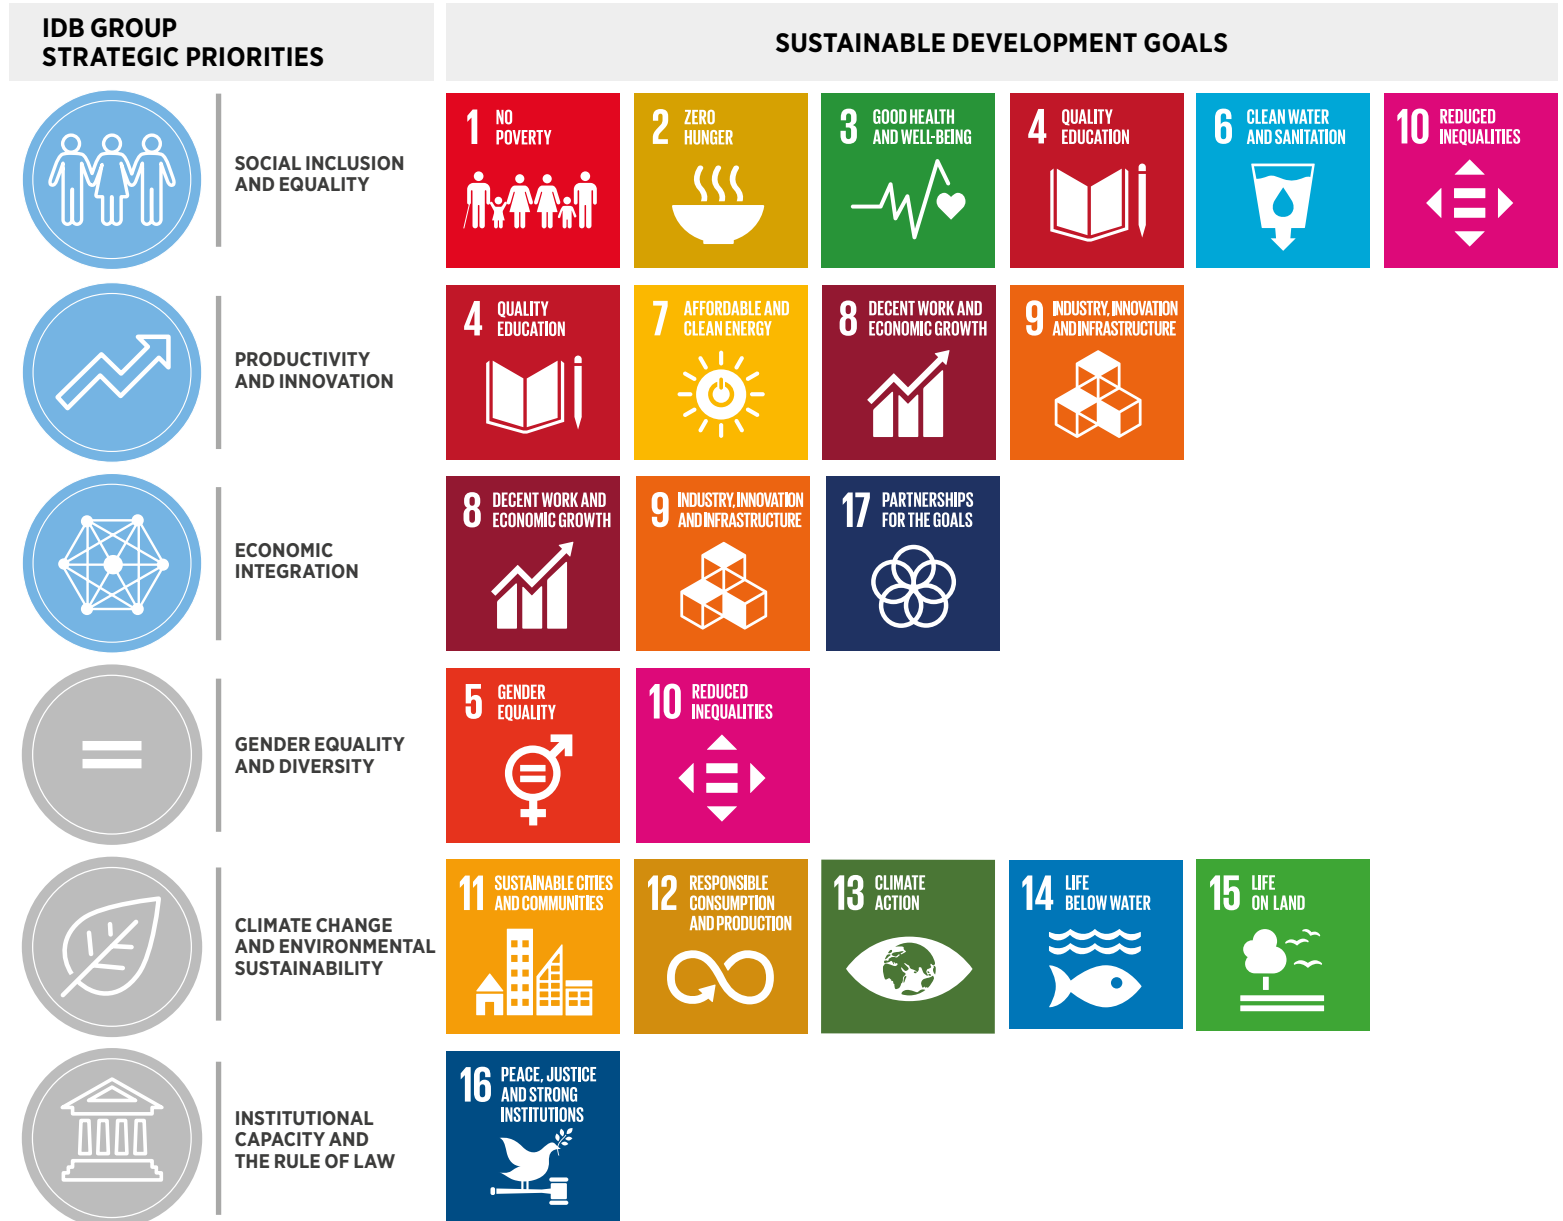 IDB GROUP
STRATEGIC PRIORITIES
SUSTAINABLE DEVELOPMENT GOALS
SOCIAL INCLUSION
AND EQUALITY
1 NO
POVERTY
2 ZERO
HUNGER
3 GOOD HEALTH
AND WELL-BEING
4 QUALITY
EDUCATION
6 CLEAN WATER
AND SANITATION
10 REDUCED
INEQUALITIES
PRODUCTIVITY
AND INNOVATION
4 QUALITY
EDUCATION
7 AFFORDABLE AND
CLEAN ENERGY
8 DECENT WORK AND
ECONOMIC GROWTH
9 INDUSTRY, INNOVATION
AND INFRASTRUCTURE
ECONOMIC
INTEGRATION
8 DECENT WORK AND
ECONOMIC GROWTH
9 INDUSTRY, INNOVATION
AND INFRASTRUCTURE
17 PARTNERSHIPS
FOR THE GOALS
GENDER EQUALITY
AND DIVERSITY
5 GENDER
EQUALITY
10 REDUCED
INEQUALITIES
CLIMATE CHANGE
AND ENVIRONMENTAL
SUSTAINABILITY
11 SUSTAINABLE CITIES
AND COMMUNITIES
12 RESPONSIBLE
CONSUMPTION
AND PRODUCTION
13 CLIMATE
ACTION
14 LIFE
BELOW WATER
15 LIFE
ON LAND
INSTITUTIONAL
CAPACITY AND
THE RULE OF LAW
16 PEACE, JUSTICE
AND STRONG
INSTITUTIONS